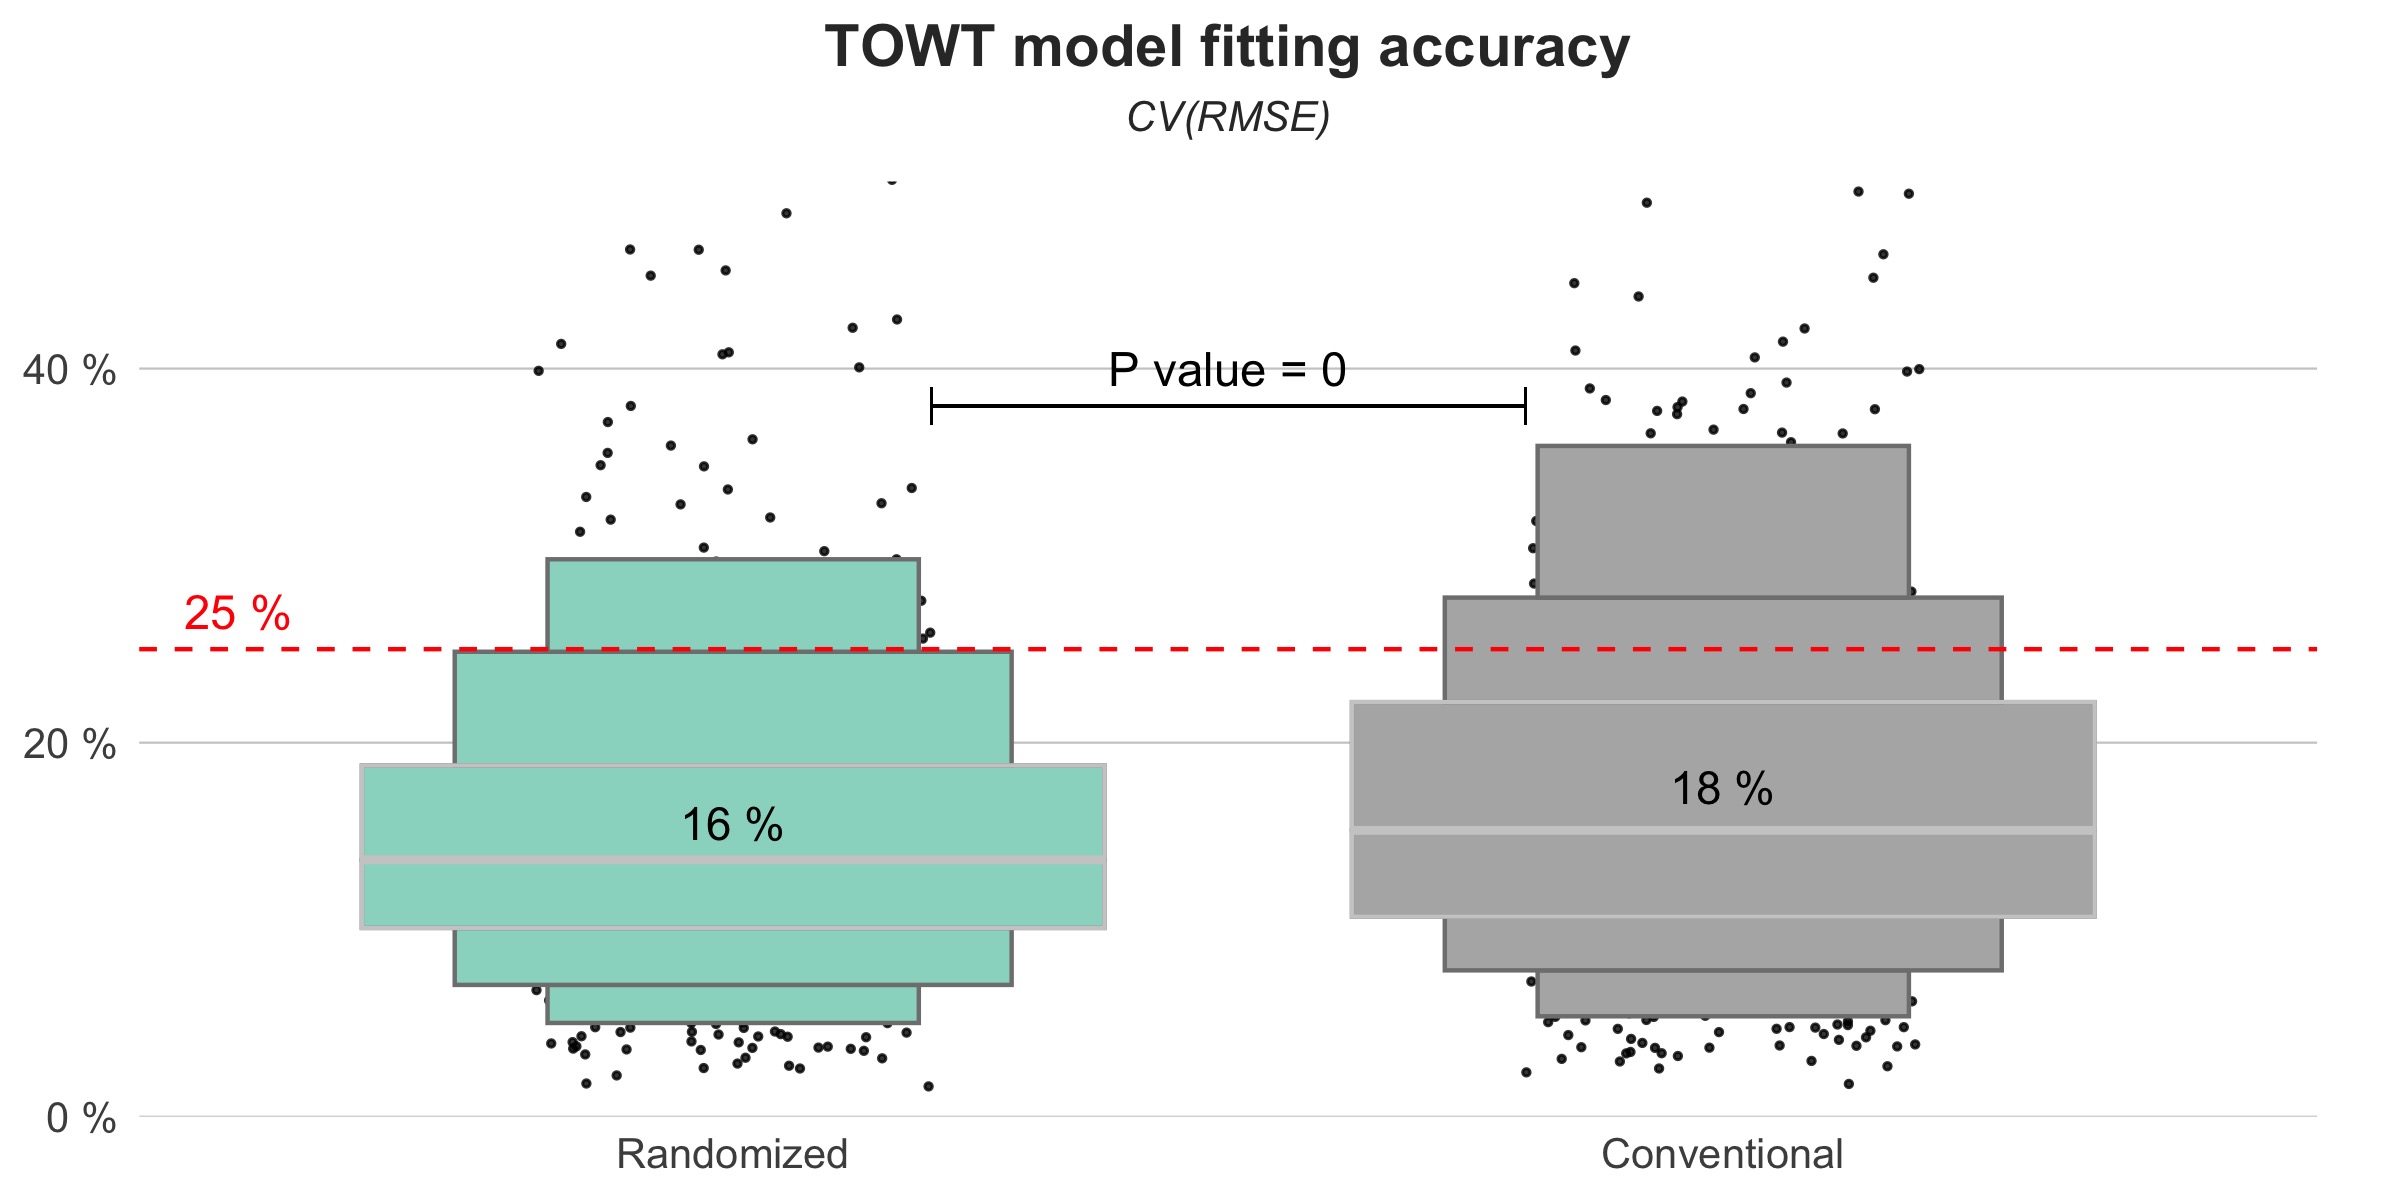 TOWT model fitting accuracy
CV(RMSE)
40 %
P value = 0
25 %
20 %
16 %
18 %
0 %
Randomized
Conventional